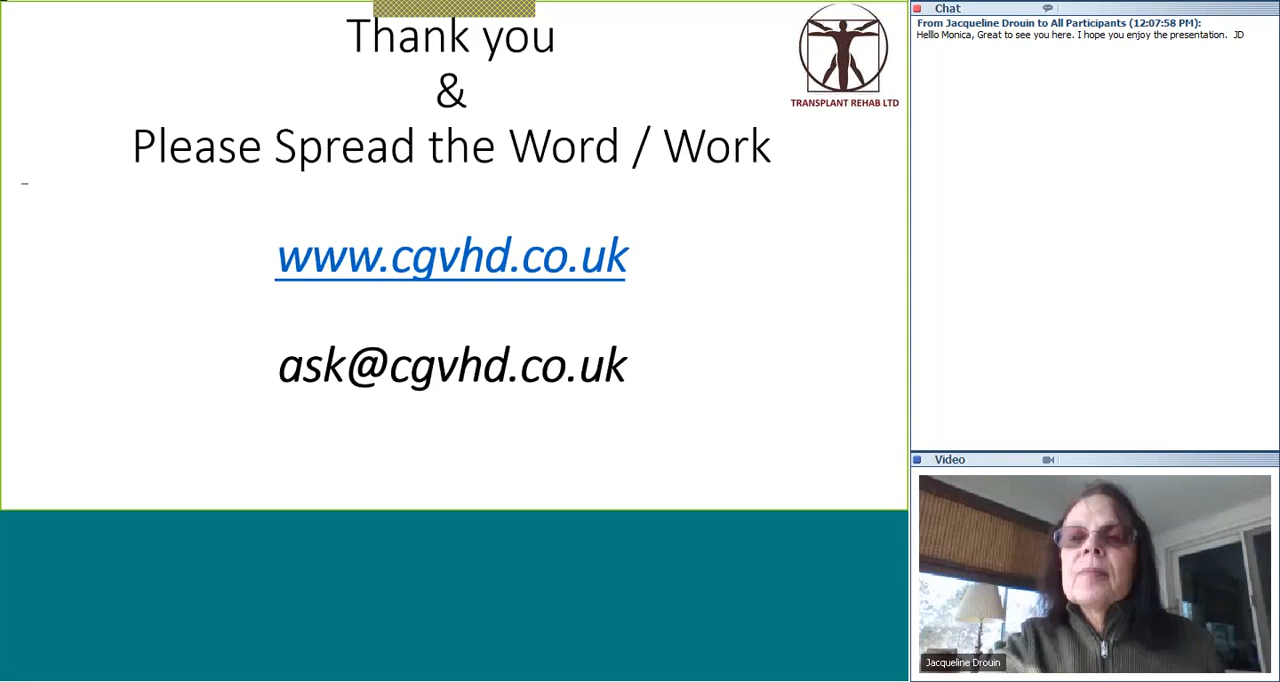 Thank you
&
Please Spread the Word / Work
www.cgvhd.co.uk
ask@cgvhd.co.uk
TRANSPLANT REHAB LTD
Chat
From Jacqueline Drouin to All Participants (12:07:58 PM):
Helllo Monica, Great to see you here. I hope you enjoy the presentation. JD
Video
Jacqueline Drouin